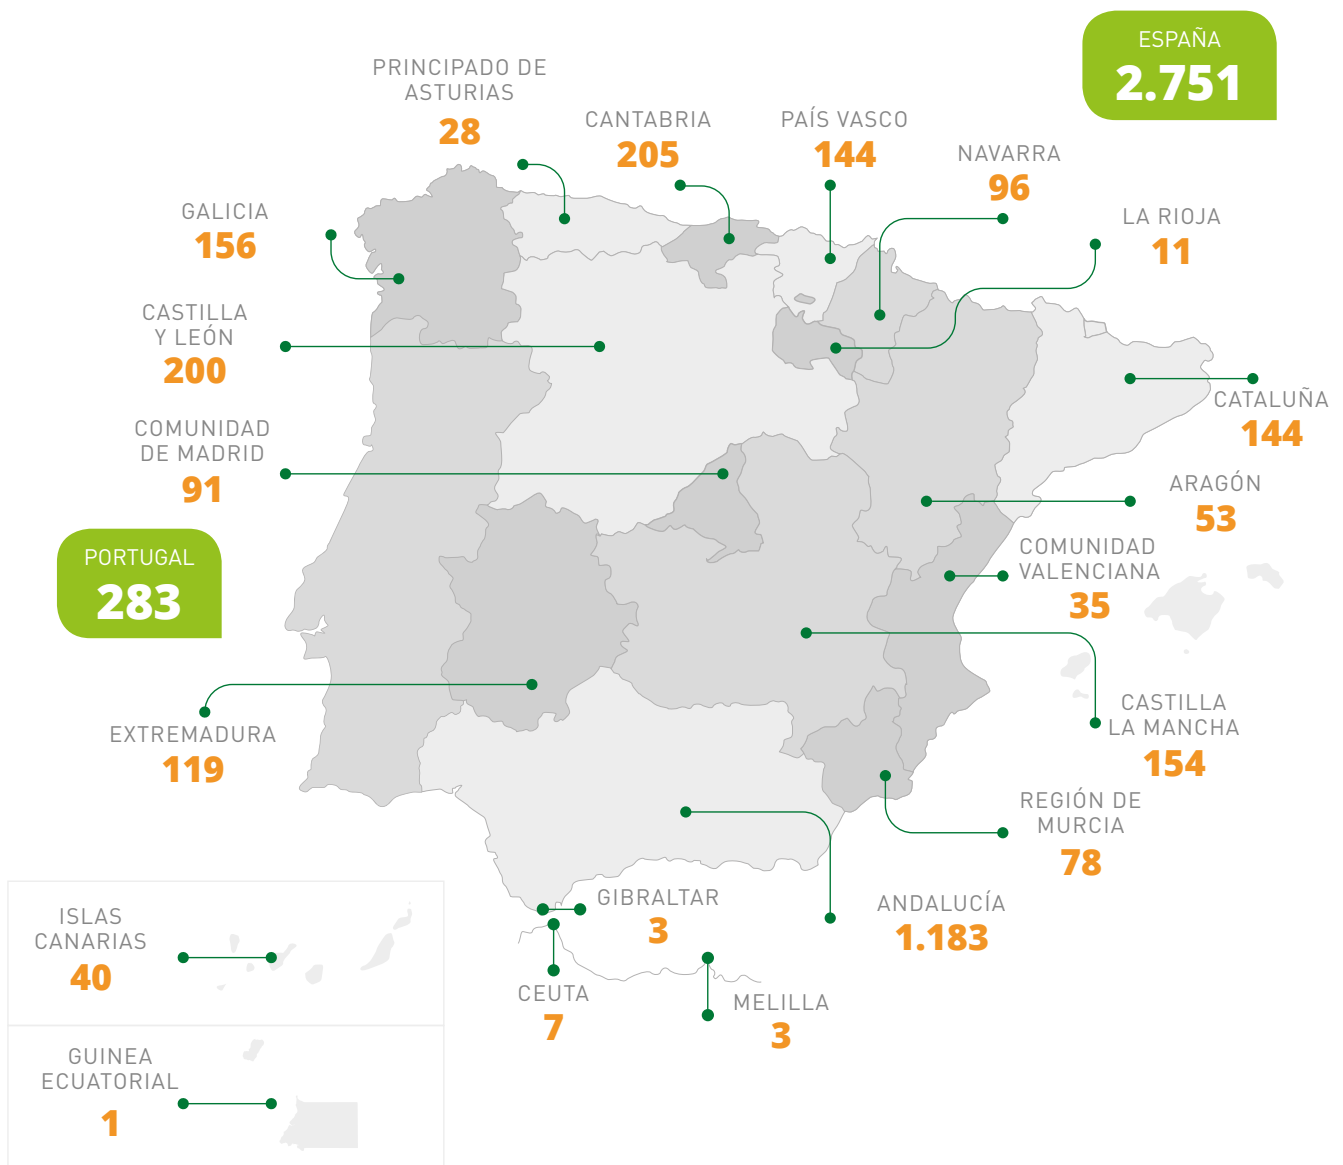 ESPAÑA
2.751
PRINCIPADO DE
ASTURIAS
28
CANTABRIA
205
PAÍS VASCO
144
NAVARRA
96
LA RIOJA
11
GALICIA
156
CASTILLA
Y LEÓN
200
CATALUÑA
144
COMUNIDAD
DE MADRID
91
ARAGÓN
53
PORTUGAL
283
COMUNIDAD
VALENCIANA
35
CASTILLA
LA MANCHA
154
EXTREMADURA
119
REGIÓN DE
MURCIA
78
GIBRALTAR
3
ANDALUCÍA
1.183
ISLAS
CANARIAS
40
CEUTA
7
MELILLA
3
GUINEA
ECUATORIAL
1